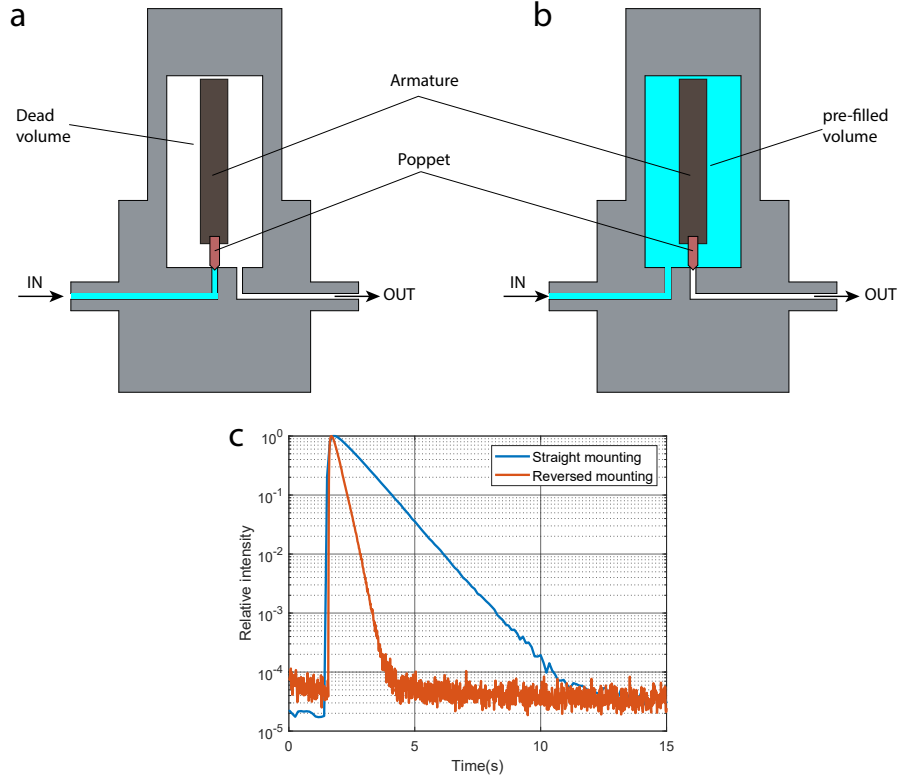 a
b
Dead
volume
Armature
Poppet
pre-filled
volume
IN
OUT
IN
OUT
c
Straight mounting
Reversed mounting
Relative intensity
10^0
10^-1
10^-2
10^-3
10^-4
10^-5
0
5
10
15
Time(s)